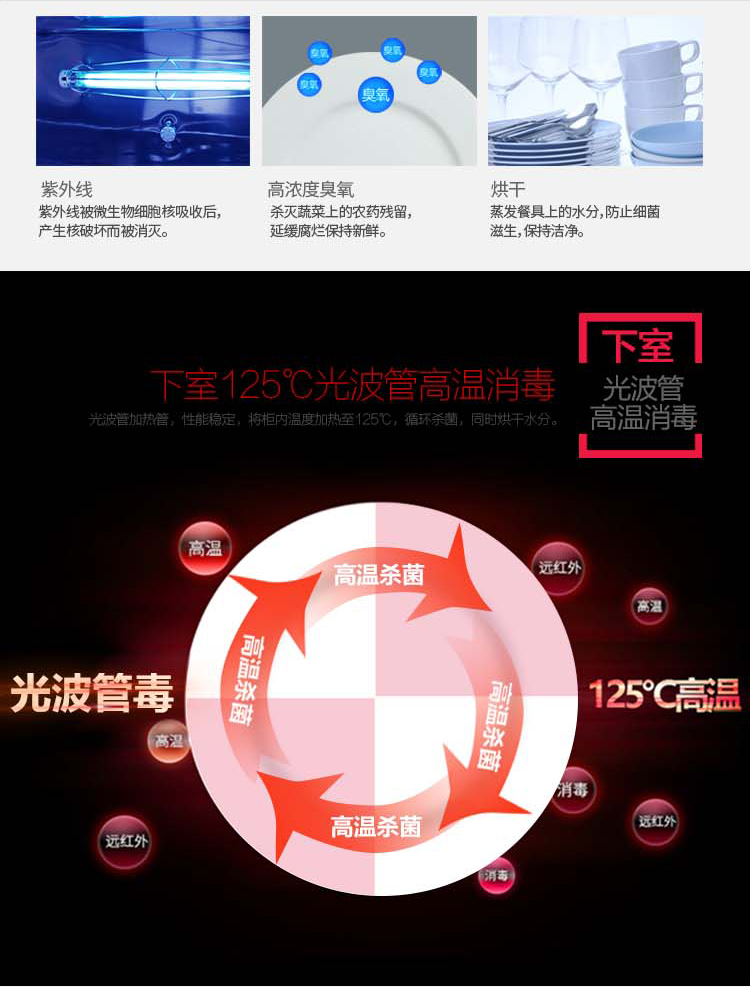 臭氧
臭氧
臭氧
臭氧
臭氧
紫外线
紫外线被微生物细胞核吸收后，
产生核破坏而被消灭。
高浓度臭氧
杀灭蔬菜上的农药残留，
延缓腐烂保持新鲜。
烘干
蒸发餐具上的水分，防止细菌
滋生，保持洁净。
下室
光波管
高温消毒
下室125℃光波管高温消毒
光波管加热管，性能稳定，将柜内温度加热至125℃，循环杀菌，同时烘干水分。
高温
远红外
高温
高温杀菌
高温杀菌
高温杀菌
高温杀菌
光波管毒
125℃高温
高温
消毒
远红外
远红外
消毒